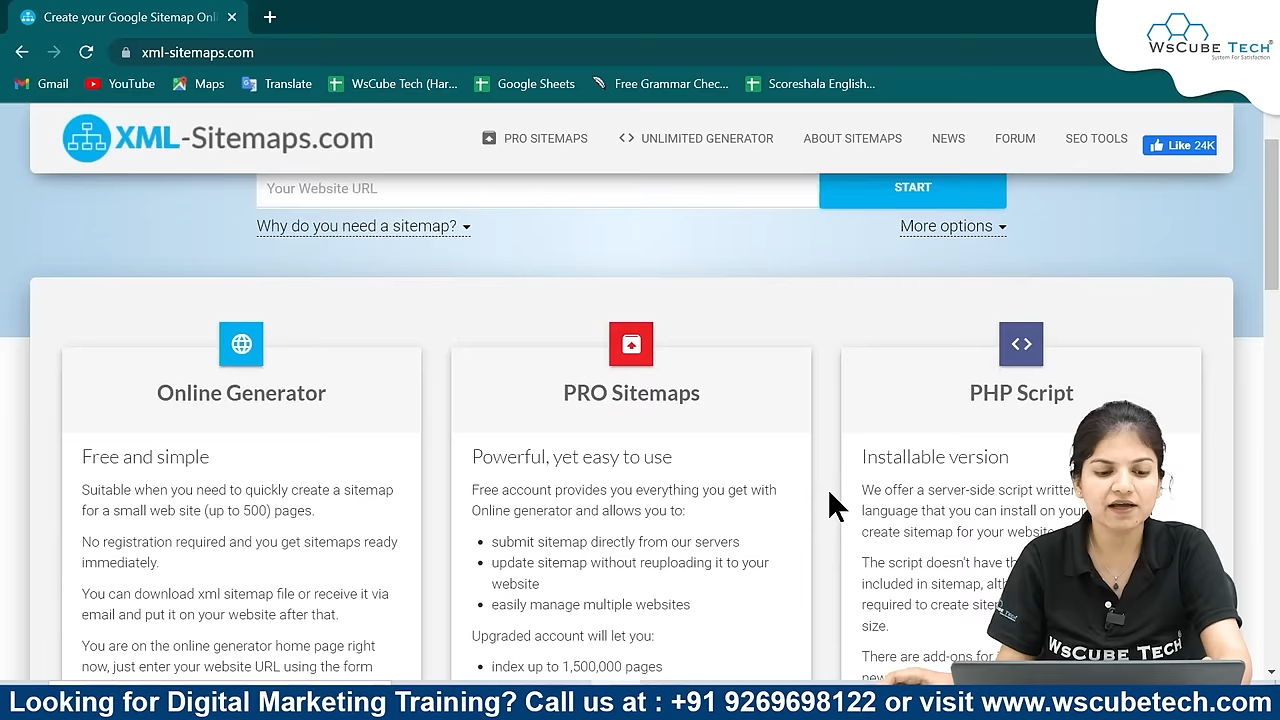 Create your Google Sitemap Onl
WsCube Tech
System For Satisfaction
xml-sitemaps.com
Gmail
YouTube
Maps
Translate
WsCube Tech (Har...
Google Sheets
Free Grammar Chec...
Scoreshala English...
XML-Sitemaps.com
PRO SITEMAPS
UNLIMITED GENERATOR
ABOUT SITEMAPS
NEWS
FORUM
SEO TOOLS
Like 24K
Your Website URL
START
Why do you need a sitemap?
More options
Online Generator
Free and simple
Suitable when you need to quickly create a sitemap
for a small web site (up to 500) pages.
No registration required and you get sitemaps ready
immediately.
You can download xml sitemap file or receive it via
email and put it on your website after that.
You are on the online generator home page right
now, just enter your website URL using the form
PRO Sitemaps
Powerful, yet easy to use
Free account provides you everything you get with
Online generator and allows you to:
submit sitemap directly from our servers
update sitemap without reuploading it to your
website
easily manage multiple websites
Upgraded account will let you:
index up to 1,500,000 pages
PHP Script
Installable version
We offer a server-side script written
language that you can install on your
create sitemap for your website
The script doesn't have
included in sitemap,
required to create
size.
There are add-ons for
WsCube Tech
Looking for Digital Marketing Training? Call us at : +91 9269698122 or visit www.wscubetech.com